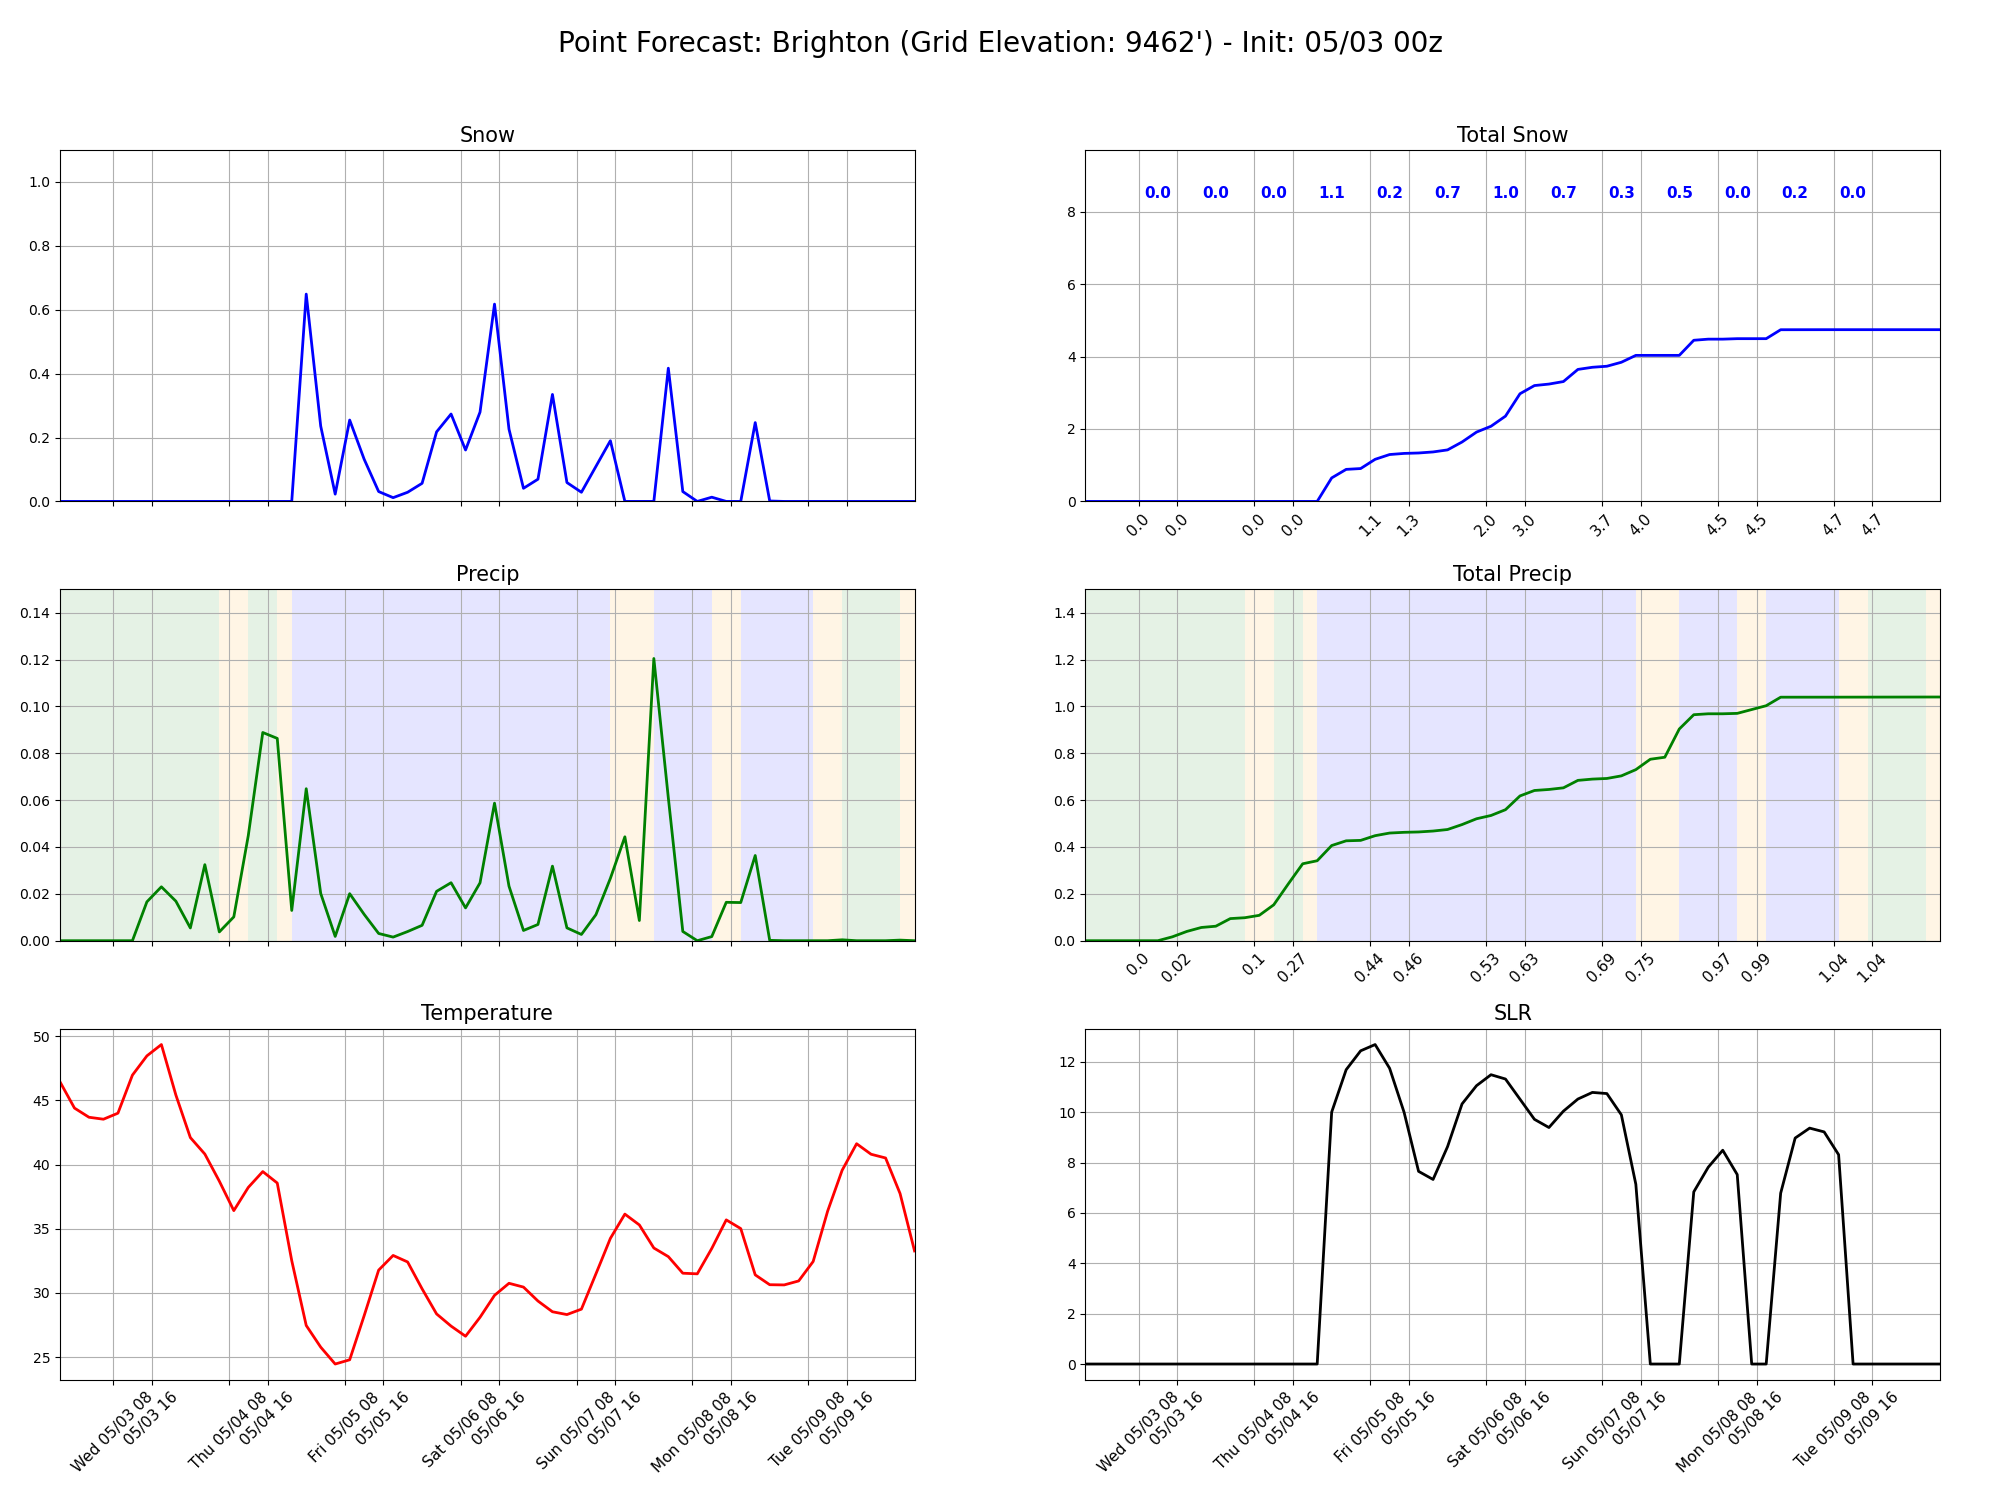 Point Forecast: Brighton (Grid Elevation: 9462') - Init: 05/03 00z
Snow
1.0
0.8
0.6
0.4
0.2
0.0
Total Snow
0.0 0.0 0.0 1.1 0.2 0.7 1.0 0.7 0.3 0.5 0.0 0.2 0.0
8
6
4
2
0
0.0 0.0 0.0 0.0 1.1 1.3 2.0 3.0 3.7 4.0 4.5 4.5 4.7 4.7
Precip
0.14
0.12
0.10
0.08
0.06
0.04
0.02
0.00
Total Precip
1.4
1.2
1.0
0.8
0.6
0.4
0.2
0.0
0.0 0.02 0.1 0.27 0.44 0.46 0.53 0.63 0.69 0.75 0.97 0.99 1.04 1.04
Temperature
50
45
40
35
30
25
Wed 05/03 08
05/03 16
Thu 05/04 08
05/04 16
Fri 05/05 08
05/05 16
Sat 05/06 08
05/06 16
Sun 05/07 08
05/07 16
Mon 05/08 08
05/08 16
Tue 05/09 08
05/09 16
SLR
12
10
8
6
4
2
0
Wed 05/03 08
05/03 16
Thu 05/04 08
05/04 16
Fri 05/05 08
05/05 16
Sat 05/06 08
05/06 16
Sun 05/07 08
05/07 16
Mon 05/08 08
05/08 16
Tue 05/09 08
05/09 16